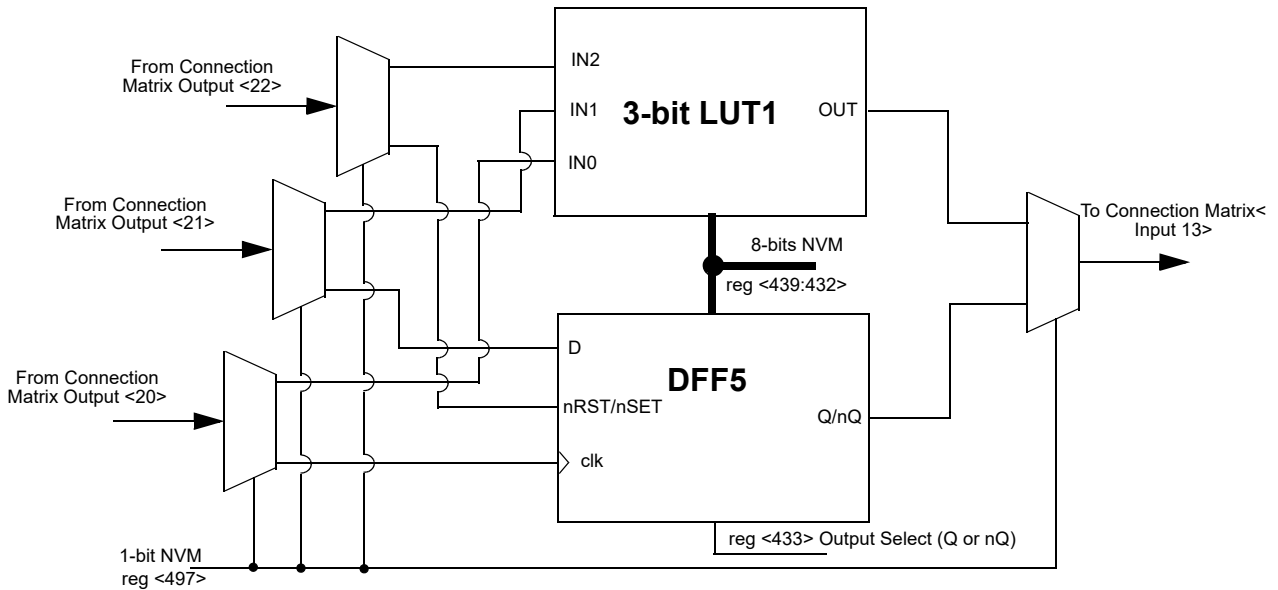 From Connection
Matrix Output <22>
IN2
IN1
IN0
3-bit LUT1
OUT
From Connection
Matrix Output <21>
To Connection Matrix<
Input 13>
8-bits NVM
reg <439:432>
From Connection
Matrix Output <20>
D
nRST/nSET
clk
DFF5
Q/nQ
reg <433> Output Select (Q or nQ)
1-bit NVM
reg <497>